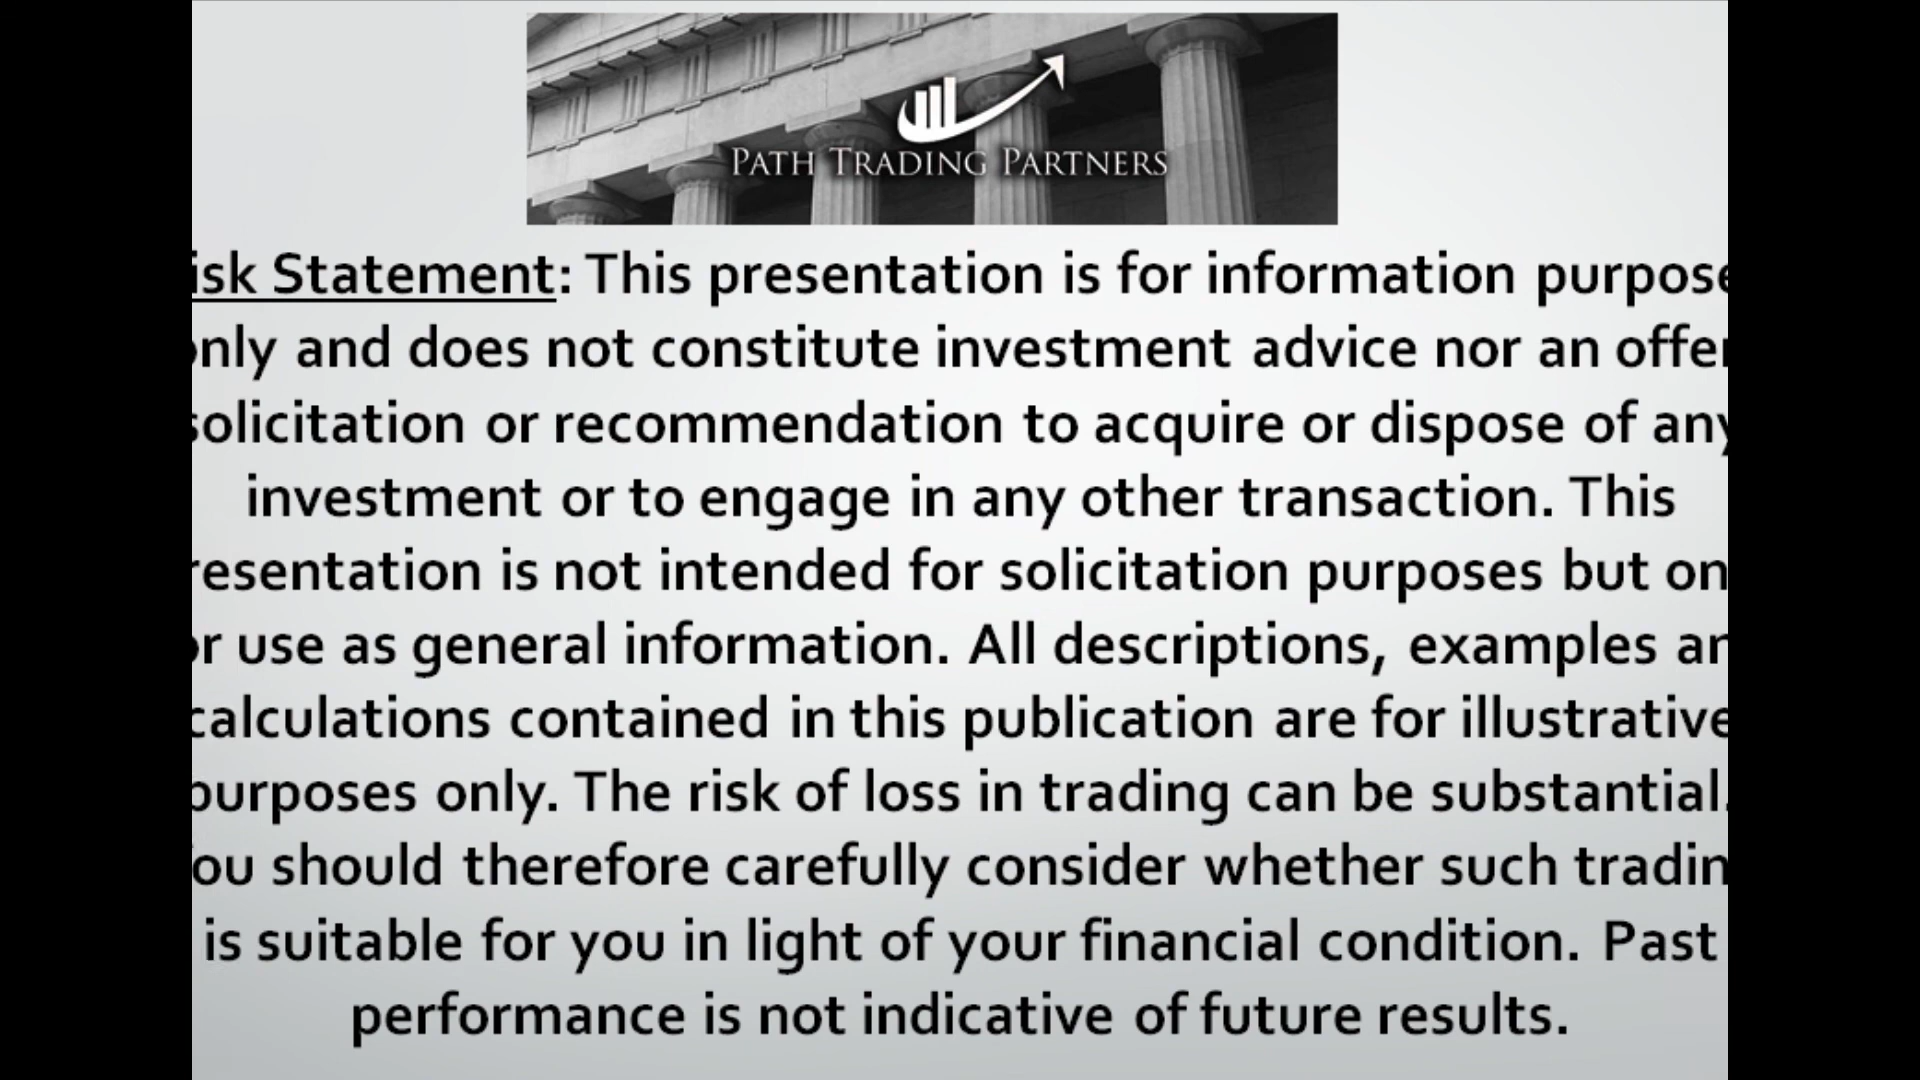 PATH TRADING PARTNERS
isk Statement: This presentation is for information purpose
only and does not constitute investment advice nor an offer
solicitation or recommendation to acquire or dispose of any
investment or to engage in any other transaction. This
resentation is not intended for solicitation purposes but on
or use as general information. All descriptions, examples an
calculations contained in this publication are for illustrative
purposes only. The risk of loss in trading can be substantial.
ou should therefore carefully consider whether such tradin
is suitable for you in light of your financial condition. Past
performance is not indicative of future results.